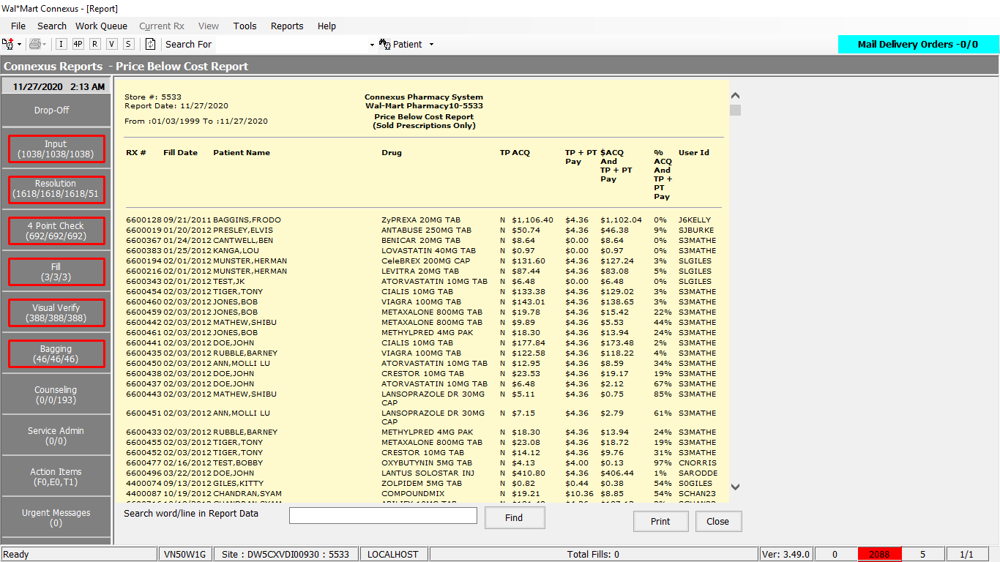 Wal*Mart Connexus - [Report]
File Search Work Queue Current Rx View Tools Reports Help
I 4P R V S Search For Patient Mail Delivery Orders -0/0
Connexus Reports - Price Below Cost Report
11/27/2020 2:13 AM
Drop-Off
Input
(1038/1038/1038)
Resolution
(1618/1618/1618/51
4 Point Check
(692/692/692)
Fill
(3/3/3)
Visual Verify
(388/388/388)
Bagging
(46/46/46)
Counseling
(0/0/193)
Service Admin
(0/0)
Action Items
(F0,E0,T1)
Urgent Messages
(0)
Store #: 5533 Connexus Pharmacy System
Report Date: 11/27/2020 Wal-Mart Pharmacy10-5533
Price Below Cost Report
From :01/03/1999 To :11/27/2020
(Sold Prescriptions Only)
RX # Fill Date Patient Name Drug TP ACQ TP + PT $ACQ % User Id
Pay And ACQ
TP + PT And
Pay TP +
PT
Pay
6600128 09/21/2011 BAGGINS,FRODO ZyPREXA 20MG TAB N $1,106.40 $4.36 $1,102.04 0% J6KELLY
6600019 01/20/2012 PRESLEY,ELVIS ANTABUSE 250MG TAB N $50.74 $4.36 $46.38 9% SJBURKE
6600367 01/24/2012 CANTWELL,BEN BENICAR 20MG TAB N $8.64 $0.00 $8.64 0% S3MATHE
6600383 01/25/2012 KANGA,LOU LOVASTATIN 40MG TAB N $0.97 $0.00 $0.97 0% S3MATHE
6600194 02/01/2012 MUNSTER,HERMAN CeleBREX 200MG CAP N $131.60 $4.36 $127.24 3% SLGILES
6600216 02/01/2012 MUNSTER,HERMAN LEVITRA 20MG TAB N $87.44 $4.36 $83.08 5% SLGILES
6600343 02/01/2012 TEST,JK ATORVASTATIN 10MG TAB N $6.48 $0.00 $6.48 0% SLGILES
6600454 02/03/2012 TIGER,TONY CIALIS 10MG TAB N $133.38 $4.36 $129.02 3% S3MATHE
6600460 02/03/2012 JONES,BOB VIAGRA 100MG TAB N $143.01 $4.36 $138.65 3% S3MATHE
6600459 02/03/2012 JONES,BOB METAXALONE 800MG TAB N $19.78 $4.36 $15.42 22% S3MATHE
6600442 02/03/2012 MATHEW,SHIBU METAXALONE 800MG TAB N $9.89 $4.36 $5.53 44% S3MATHE
6600461 02/03/2012 JONES,BOB METHYLPRED 4MG PAK N $18.30 $4.36 $13.94 24% S3MATHE
6600441 02/03/2012 DOE,JOHN CIALIS 10MG TAB N $177.84 $4.36 $173.48 2% S3MATHE
6600435 02/03/2012 RUBBLE,BARNEY VIAGRA 100MG TAB N $122.58 $4.36 $118.22 4% S3MATHE
6600450 02/03/2012 ANN,MOLLI LU ATORVASTATIN 10MG TAB N $12.95 $4.36 $8.59 34% S3MATHE
6600438 02/03/2012 DOE,JOHN CRESTOR 10MG TAB N $23.53 $4.36 $19.17 19% S3MATHE
6600437 02/03/2012 DOE,JOHN ATORVASTATIN 10MG TAB N $6.48 $4.36 $2.12 67% S3MATHE
6600443 02/03/2012 MATHEW,SHIBU LANSOPRAZOLE DR 30MG N $5.11 $4.36 $0.75 85% S3MATHE
CAP
6600451 02/03/2012 ANN,MOLLI LU LANSOPRAZOLE DR 30MG N $7.15 $4.36 $2.79 61% S3MATHE
CAP
6600433 02/03/2012 RUBBLE,BARNEY METHYLPRED 4MG PAK N $18.30 $4.36 $13.94 24% S3MATHE
6600455 02/03/2012 TIGER,TONY METAXALONE 800MG TAB N $23.08 $4.36 $18.72 19% S3MATHE
6600452 02/03/2012 TIGER,TONY CRESTOR 10MG TAB N $14.12 $4.36 $9.76 31% S3MATHE
6600477 02/16/2012 TEST,BOBBY OXYBUTYNIN 5MG TAB N $4.13 $4.00 $0.13 97% CNORRIS
6600496 03/22/2012 DOE,JOHN LANTUS SOLOSTAR INJ N $410.80 $4.36 $406.44 1% SARODDE
4400074 09/13/2012 GILES,KITTY ZOLPIDEM 5MG TAB N $0.82 $0.44 $0.38 54% S0GILES
4400087 10/19/2012 CHANDRAN,SYAM COMPOUNDMIX N $19.21 $10.36 $8.85 54% SCHAN23
Search word/line in Report Data Find Print Close
Ready VN50W1G Site : DW5CXVDI00930 : 5533 LOCALHOST Total Fills: 0 Ver: 3.49.0 0 2088 5 1/1